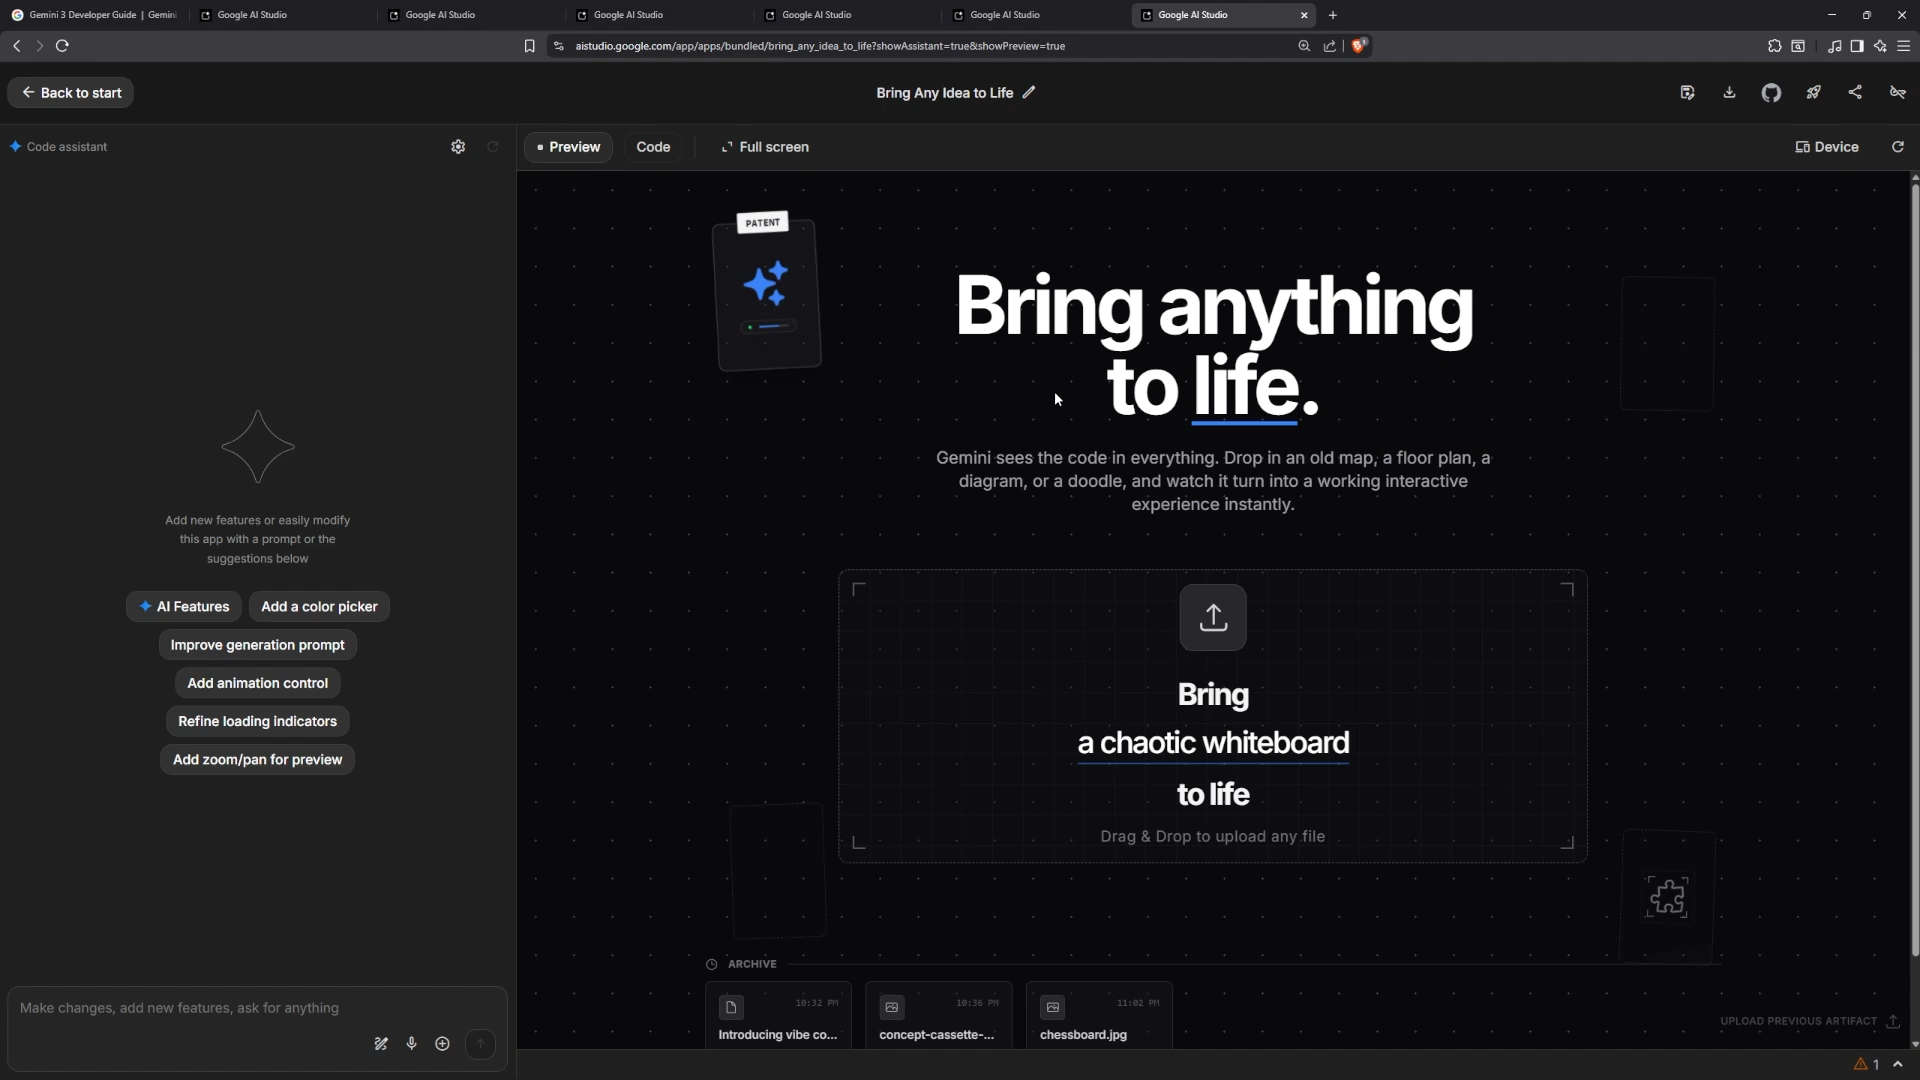 Gemini 3 Developer Guide | Gemini
Google AI Studio
Google AI Studio
Google AI Studio
Google AI Studio
Google AI Studio
Google AI Studio
aistudio.google.com/app/apps/bundled/bring_any_idea_to_life?showAssistant=true&showPreview=true
Back to start
Bring Any Idea to Life
Code assistant
Preview
Code
Full screen
Device
PATENT
Bring anything
to life.
Gemini sees the code in everything. Drop in an old map, a floor plan, a
diagram, or a doodle, and watch it turn into a working interactive
experience instantly.
Add new features or easily modify
this app with a prompt or the
suggestions below
AI Features
Add a color picker
Improve generation prompt
Add animation control
Refine loading indicators
Add zoom/pan for preview
Bring
a chaotic whiteboard
to life
Drag & Drop to upload any file
ARCHIVE
10:32 PM
Introducing vibe co...
10:36 PM
concept-cassette-...
11:02 PM
chessboard.jpg
UPLOAD PREVIOUS ARTIFACT
Make changes, add new features, ask for anything
1